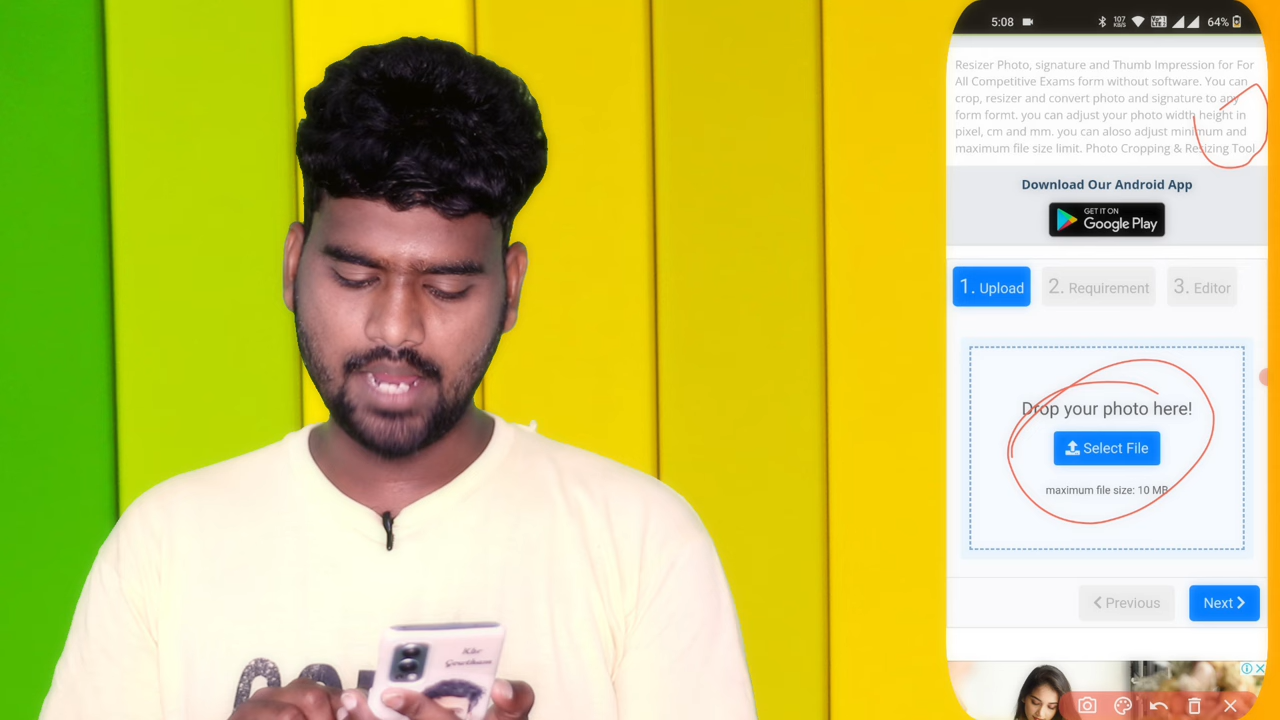 5:08
107
KB/S
64%
Resizer Photo, signature and Thumb Impression for For
All Competitive Exams form without software. You can
crop, resizer and convert photo and signature to any
form formt. you can adjust your photo width height in
pixel, cm and mm. you can aloso adjust minimum and
maximum file size limit. Photo Cropping & Resizing Tool
Download Our Android App
GET IT ON
Google Play
1. Upload
2. Requirement
3. Editor
Drop your photo here!
Select File
maximum file size: 10 MB
Previous
Next
Kbr
Gowtham